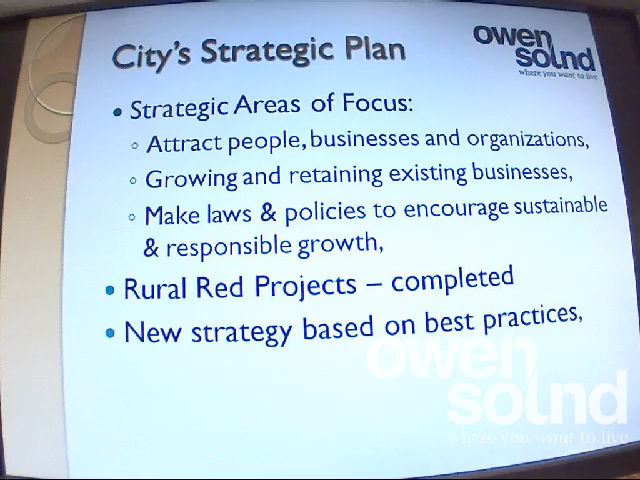 City's Strategic Plan
owen
sound
where you want to live
• Strategic Areas of Focus:
◦ Attract people, businesses and organizations,
◦ Growing and retaining existing businesses,
◦ Make laws & policies to encourage sustainable
& responsible growth,
• Rural Red Projects – completed
• New strategy based on best practices,
owen
sound
where you want to live